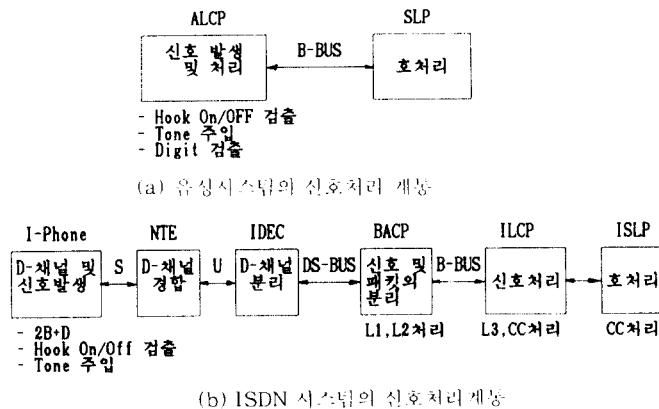 ALCP SLP
신호 발생
및 처리
B-BUS
호처리
- Hook On/OFF 검출
- Tone 주입
- Digit 검출
(a) 음성시스팀의 신호처리 계통
I-Phone NTE IDEC BACP ILCP ISLP
D-채널 및
신호발생
S
D-채널
경합
U
D-채널
분리
DS-BUS
신호 및
패킷의
분리
B-BUS
신호처리
호처리
L1,L2처리 L3,CC처리 CC처리
- 2B+D
- Hook On/Off 검출
- Tone 주입
(b) ISDN 시스팀의 신호처리계통